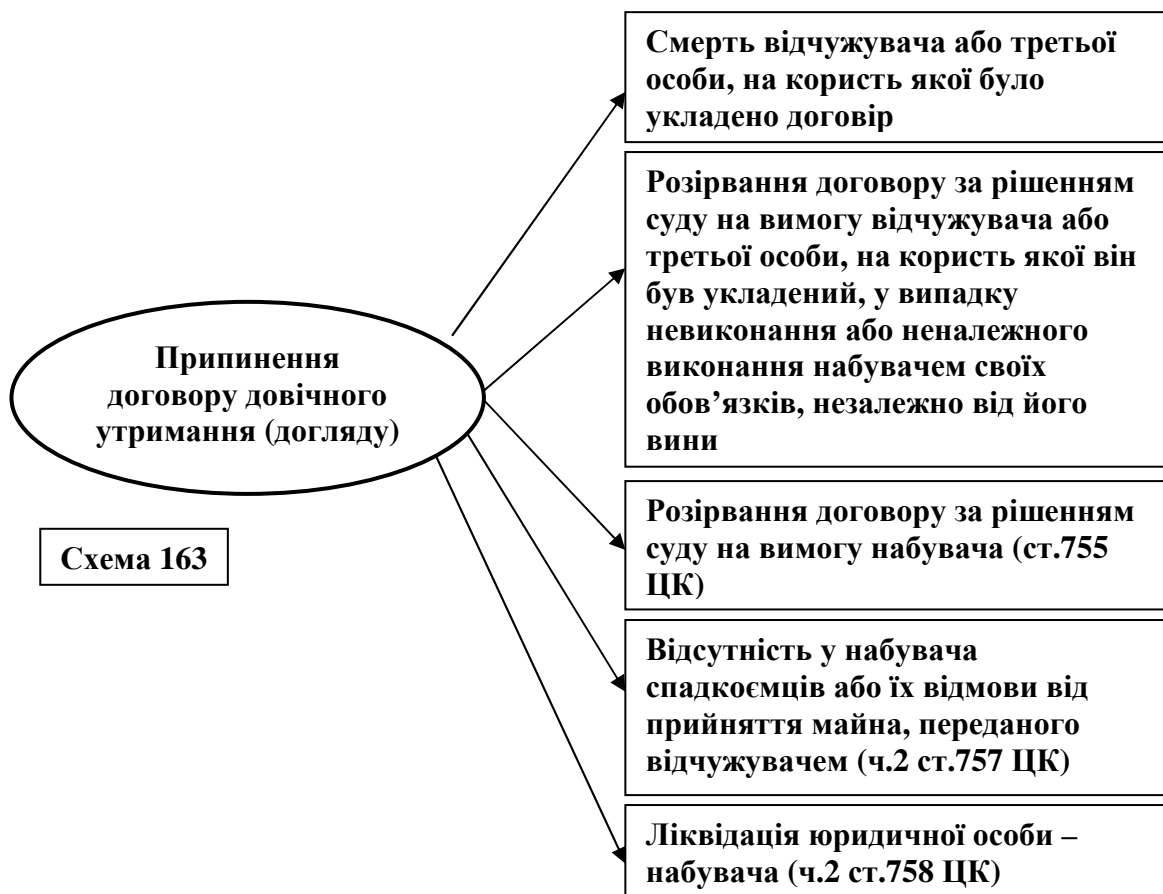 Смерть відчужувача або третьої
особи, на користь якої було
укладено договір
Розірвання договору за рішенням
суду на вимогу відчужувача або
третьої особи, на користь якої він
був укладений, у випадку
невиконання або неналежного
виконання набувачем своїх
обов’язків, незалежно від його
вини
Припинення
договору довічного
утримання (догляду)
Розірвання договору за рішенням
суду на вимогу набувача (ст.755
ЦК)
Схема 163
Відсутність у набувача
спадкоємців або їх відмови від
прийняття майна, переданого
відчужувачем (ч.2 ст.757 ЦК)
Ліквідація юридичної особи –
набувача (ч.2 ст.758 ЦК)